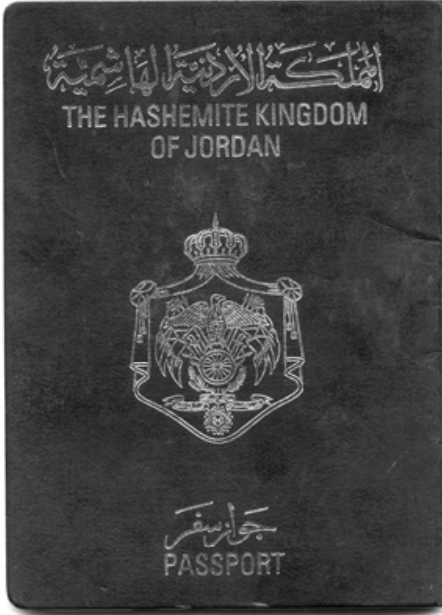 المملكة الأردنية الهاشمية
THE HASHEMITE KINGDOM
OF JORDAN
جواز سفر
PASSPORT